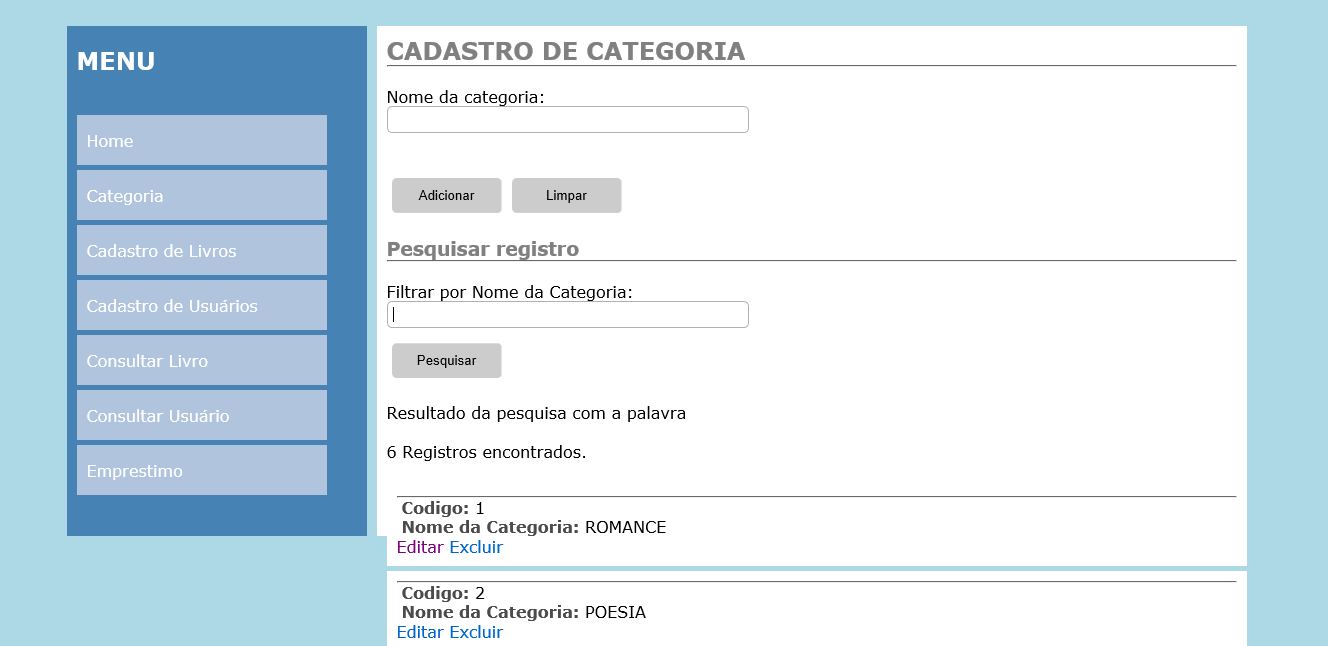 MENU
Home
Categoria
Cadastro de Livros
Cadastro de Usuários
Consultar Livro
Consultar Usuário
Emprestimo
CADASTRO DE CATEGORIA
Nome da categoria:
Adicionar Limpar
Pesquisar registro
Filtrar por Nome da Categoria:
Pesquisar
Resultado da pesquisa com a palavra
6 Registros encontrados.
Codigo: 1
Nome da Categoria: ROMANCE
Editar Excluir
Codigo: 2
Nome da Categoria: POESIA
Editar Excluir